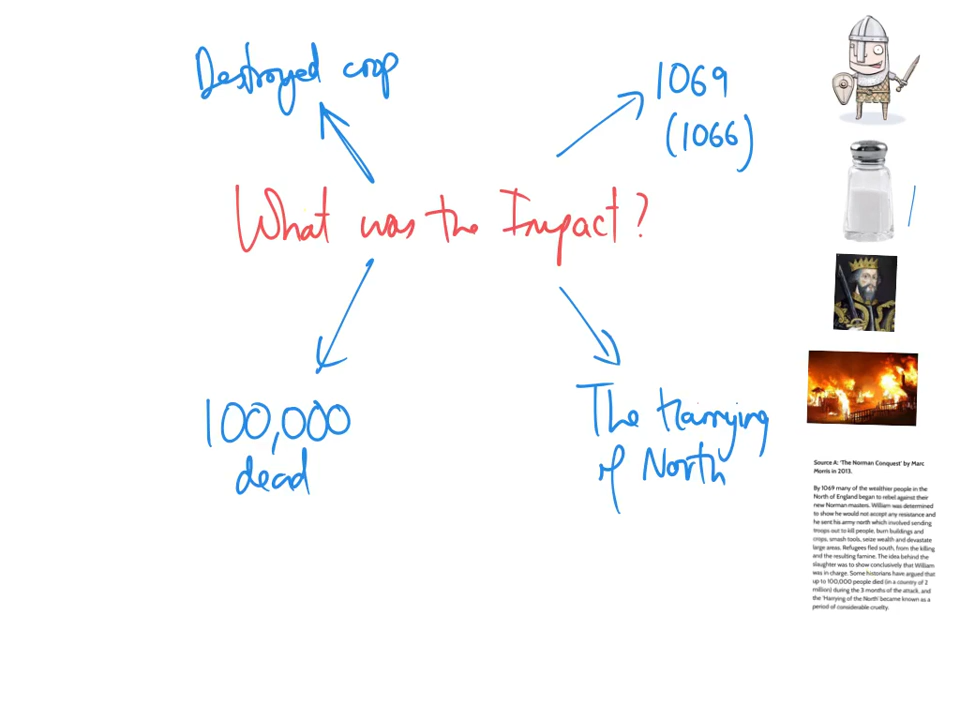 Destroyed crop
1069
(1066)
What was the Impact?
100,000
dead
The Harrying
of North
Source A: 'The Norman Conquest' by Marc
Morris in 2013.
By 1069 many of the wealthier people in the
North of England began to rebel against their
new Norman masters. William was determined
to show he would not accept any resistance and
he sent his army north which involved sending
troops out to kill people, burn buildings and
crops, smash tools, seize wealth and devastate
large areas. Refugees fled south, from the killing
and the resulting famine. The idea behind the
slaughter was to show conclusively that William
was in charge. Some historians have argued that
up to 100,000 people died (in a country of 2
million) during the 3 months of the attack, and
the 'Harrying of the North' became known as a
period of considerable cruelty.